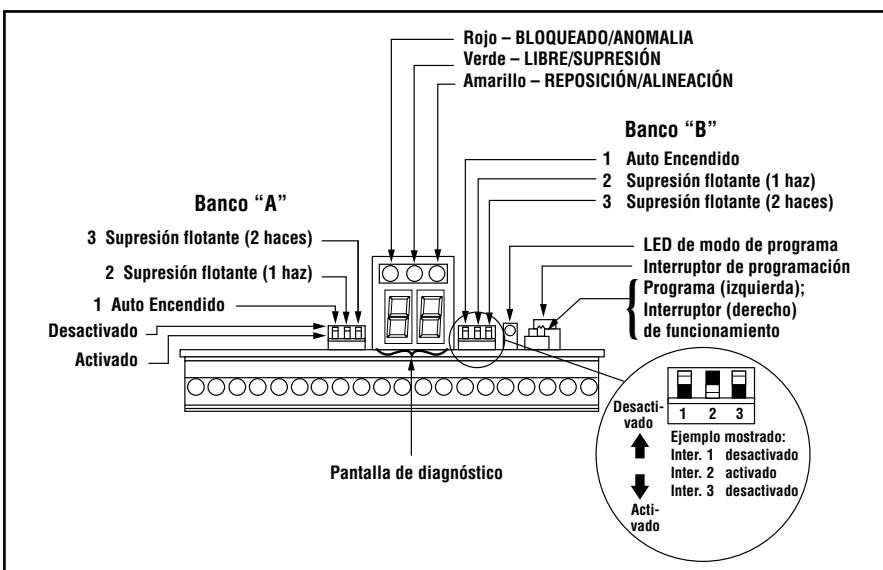 Rojo – BLOQUEADO/ANOMALIA
Verde – LIBRE/SUPRESIÓN
Amarillo – REPOSICIÓN/ALINEACIÓN
Banco “B”
1 Auto Encendido
2 Supresión flotante (1 haz)
3 Supresión flotante (2 haces)
Banco “A”
3 Supresión flotante (2 haces)
2 Supresión flotante (1 haz)
1 Auto Encendido
Desactivado
Activado
LED de modo de programa
Interruptor de programación
Programa (izquierda);
Interruptor (derecho)
de funcionamiento
Pantalla de diagnóstico
Desacti-
vado
Acti-
vado
1 2 3
Ejemplo mostrado:
Inter. 1 desactivado
Inter. 2 activado
Inter. 3 desactivado